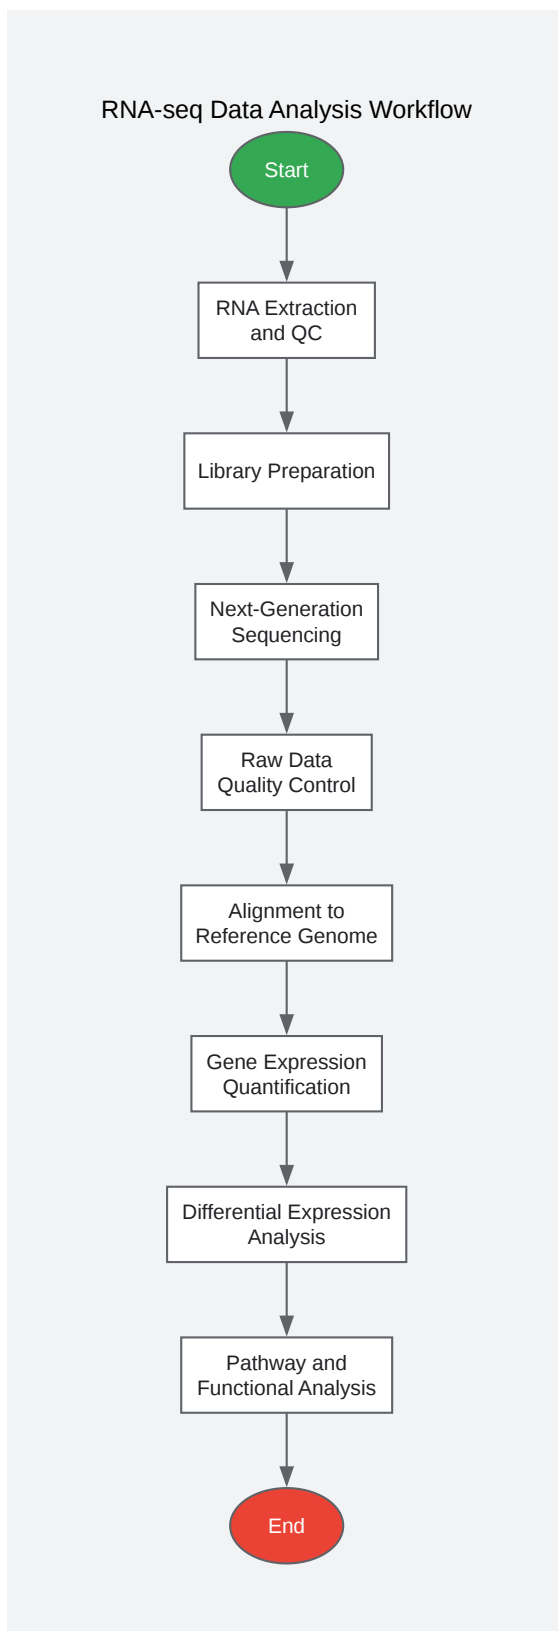 RNA-seq Data Analysis Workflow
Start
RNA Extraction
and QC
Library Preparation
Next-Generation
Sequencing
Raw Data
Quality Control
Alignment to
Reference Genome
Gene Expression
Quantification
Differential Expression
Analysis
Pathway and
Functional Analysis
End